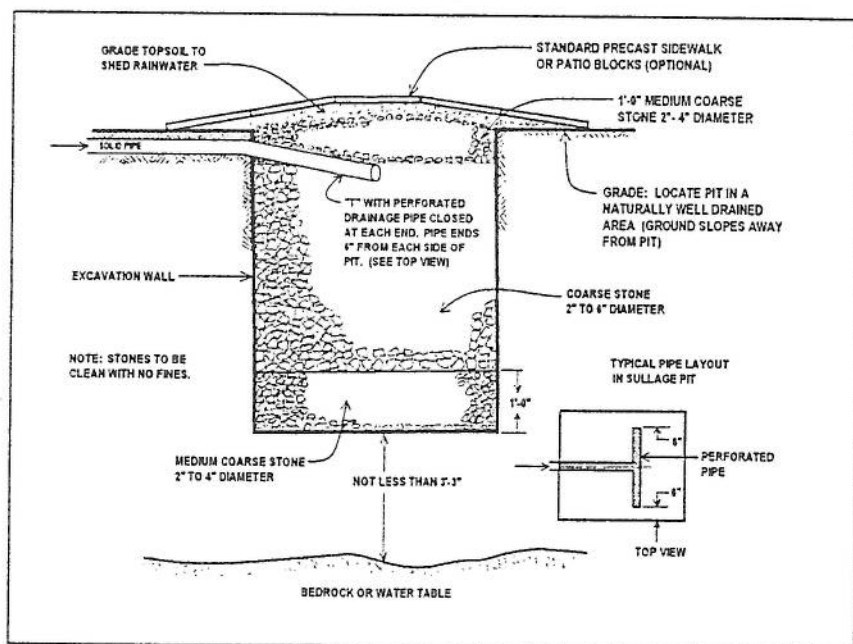 GRADE TOPSOIL TO
SHED RAINWATER
STANDARD PRECAST SIDEWALK
OR PATIO BLOCKS (OPTIONAL)
1'-0" MEDIUM COARSE
STONE 2"- 4" DIAMETER
SOLID PIPE
"T" WITH PERFORATED
DRAINAGE PIPE CLOSED
AT EACH END. PIPE ENDS
6" FROM EACH SIDE OF
PIT. (SEE TOP VIEW)
GRADE: LOCATE PIT IN A
NATURALLY WELL DRAINED
AREA (GROUND SLOPES AWAY
FROM PIT)
EXCAVATION WALL
COARSE STONE
2" TO 6" DIAMETER
NOTE: STONES TO BE
CLEAN WITH NO FINES.
TYPICAL PIPE LAYOUT
IN SULLAGE PIT
1'-0"
MEDIUM COARSE STONE
2" TO 4" DIAMETER
NOT LESS THAN 3'-3"
6"
PERFORATED
PIPE
6"
TOP VIEW
BEDROCK OR WATER TABLE